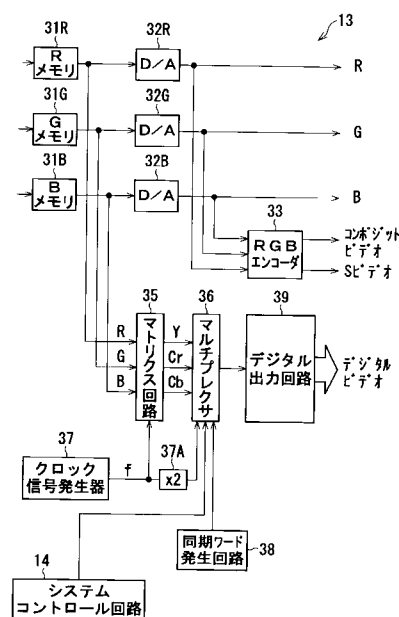 13
31R
R
メモリ
32R
D/A
R
31G
G
メモリ
32G
D/A
G
31B
B
メモリ
32B
D/A
B
33
RGB
エンコーダ
コンポジット
ビデオ
Sビデオ
35
R
G
B
マトリクス回路
Y
Cr
Cb
36
マルチプレクサ
39
デジタル
出力回路
デジタル
ビデオ
37
クロック
信号発生器
f
37A
x2
同期ワード
発生回路
38
14
システム
コントロール回路